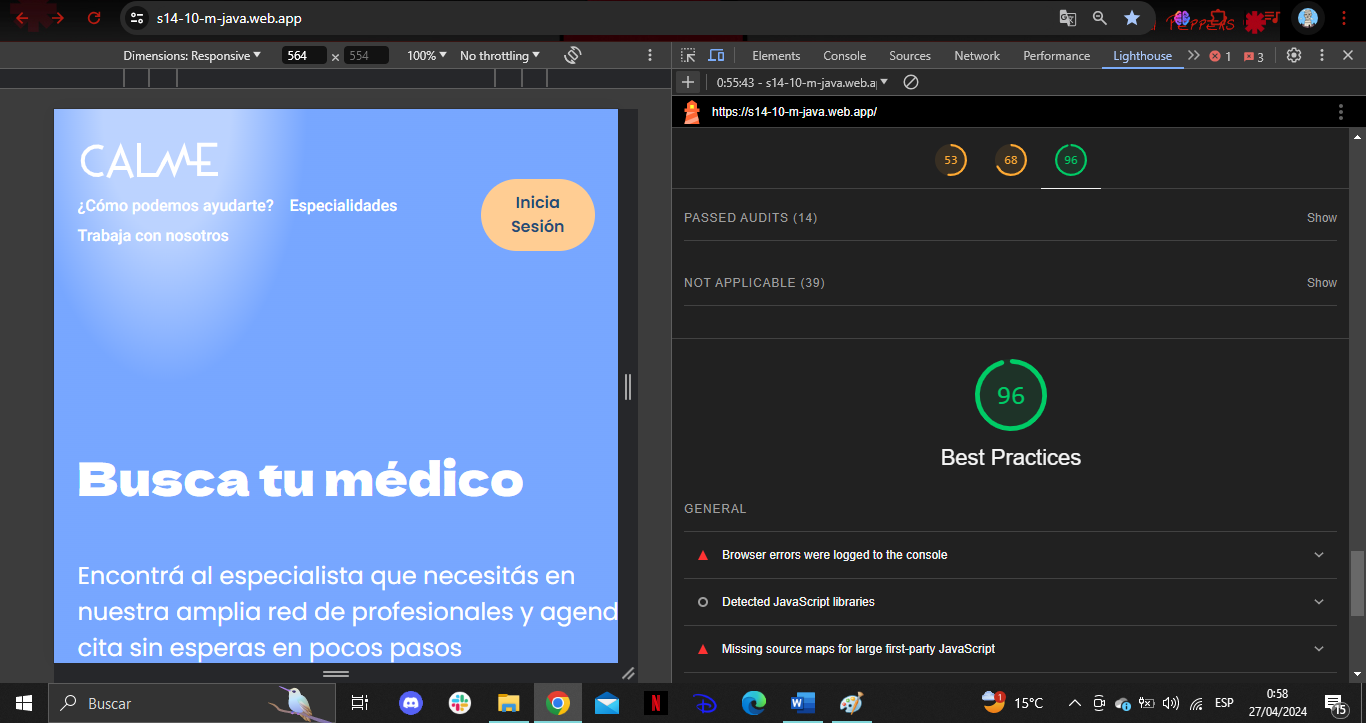 s14-10-m-java.web.app
PEPPERS
Dimensions: Responsive
564 × 554
100%
No throttling
Elements
Console
Sources
Network
Performance
Lighthouse
1
3
0:55:43 - s14-10-m-java.web.a
https://s14-10-m-java.web.app/
53
68
96
CALME
¿Cómo podemos ayudarte?
Especialidades
Trabaja con nosotros
Inicia
Sesión
Busca tu médico
Encontrá al especialista que necesitás en
nuestra amplia red de profesionales y agend
cita sin esperas en pocos pasos
PASSED AUDITS (14)
Show
NOT APPLICABLE (39)
Show
96
Best Practices
GENERAL
Browser errors were logged to the console
Detected JavaScript libraries
Missing source maps for large first-party JavaScript
Buscar
N
W
1
15°C
ESP
0:58
27/04/2024
15